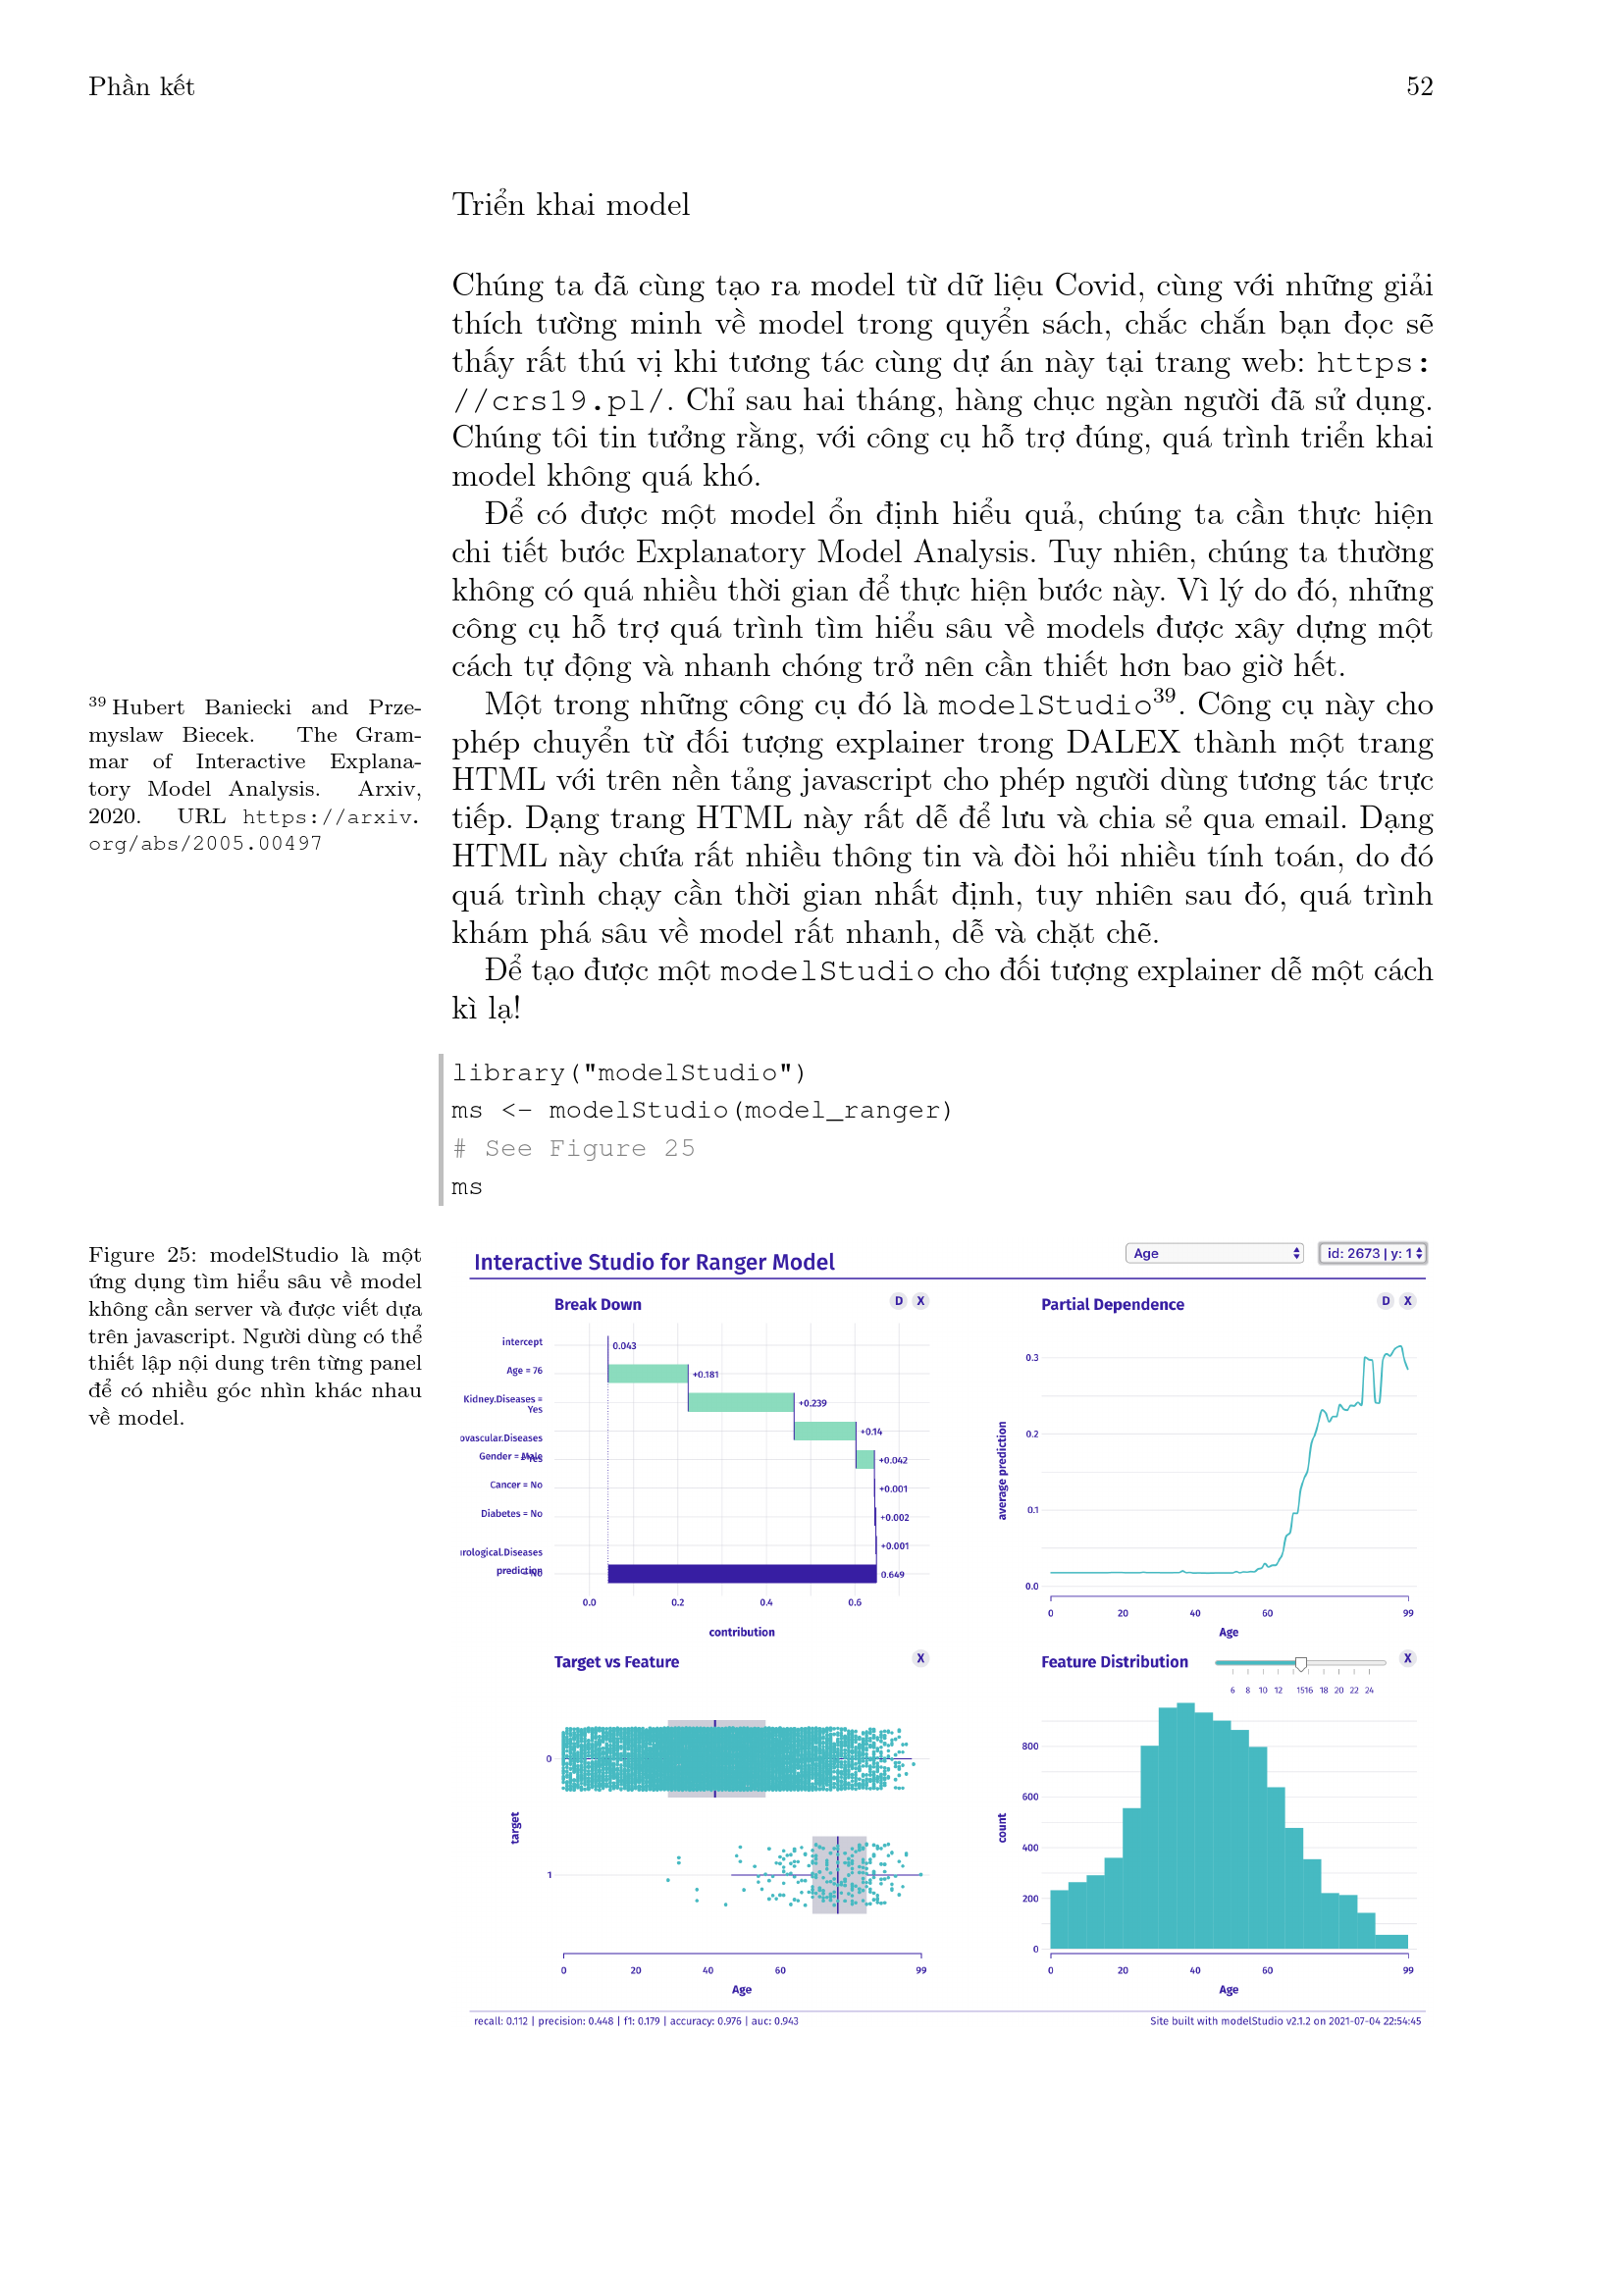 Phần kết
52
Triển khai model
Chúng ta đã cùng tạo ra model từ dữ liệu Covid, cùng với những giải
thích tường minh về model trong quyển sách, chắc chắn bạn đọc sẽ
thấy rất thú vị khi tương tác cùng dự án này tại trang web: https:
//crs19.pl/. Chỉ sau hai tháng, hàng chục ngàn người đã sử dụng.
Chúng tôi tin tưởng rằng, với công cụ hỗ trợ đúng, quá trình triển khai
model không quá khó.
Để có được một model ổn định hiểu quả, chúng ta cần thực hiện
chi tiết bước Explanatory Model Analysis. Tuy nhiên, chúng ta thường
không có quá nhiều thời gian để thực hiện bước này. Vì lý do đó, những
công cụ hỗ trợ quá trình tìm hiểu sâu về models được xây dựng một
cách tự động và nhanh chóng trở nên cần thiết hơn bao giờ hết.
Một trong những công cụ đó là modelStudio39. Công cụ này cho
phép chuyển từ đối tượng explainer trong DALEX thành một trang
HTML với trên nền tảng javascript cho phép người dùng tương tác trực
tiếp. Dạng trang HTML này rất dễ để lưu và chia sẻ qua email. Dạng
HTML này chứa rất nhiều thông tin và đòi hỏi nhiều tính toán, do đó
quá trình chạy cần thời gian nhất định, tuy nhiên sau đó, quá trình
khám phá sâu về model rất nhanh, dễ và chặt chẽ.
Để tạo được một modelStudio cho đối tượng explainer dễ một cách
kì lạ!
39 Hubert Baniecki and Prze-
myslaw Biecek. The Gram-
mar of Interactive Explana-
tory Model Analysis. Arxiv,
2020. URL https://arxiv.
org/abs/2005.00497
library("modelStudio")
ms <- modelStudio(model_ranger)
# See Figure 25
ms
Figure 25: modelStudio là một
ứng dụng tìm hiểu sâu về model
không cần server và được viết dựa
trên javascript. Người dùng có thể
thiết lập nội dung trên từng panel
để có nhiều góc nhìn khác nhau
về model.
Interactive Studio for Ranger Model
Age
id: 2673 | y: 1
Break Down
D X
intercept
0.043
Age = 76
+0.181
Kidney.Diseases =
Yes
+0.239
ovascular.Diseases
= Yes
+0.14
Gender = Male
+0.042
Cancer = No
+0.001
Diabetes = No
+0.002
urological.Diseases
= No
+0.001
prediction
0.649
0.0 0.2 0.4 0.6
contribution
Partial Dependence
D X
average prediction
0.3
0.2
0.1
0.0
0 20 40 60 99
Age
Target vs Feature
X
target
0
1
0 20 40 60 99
Age
Feature Distribution
X
6 8 10 12 1516 18 20 22 24
count
800
600
400
200
0
0 20 40 60 99
Age
recall: 0.112 | precision: 0.448 | f1: 0.179 | accuracy: 0.976 | auc: 0.943
Site built with modelStudio v2.1.2 on 2021-07-04 22:54:45